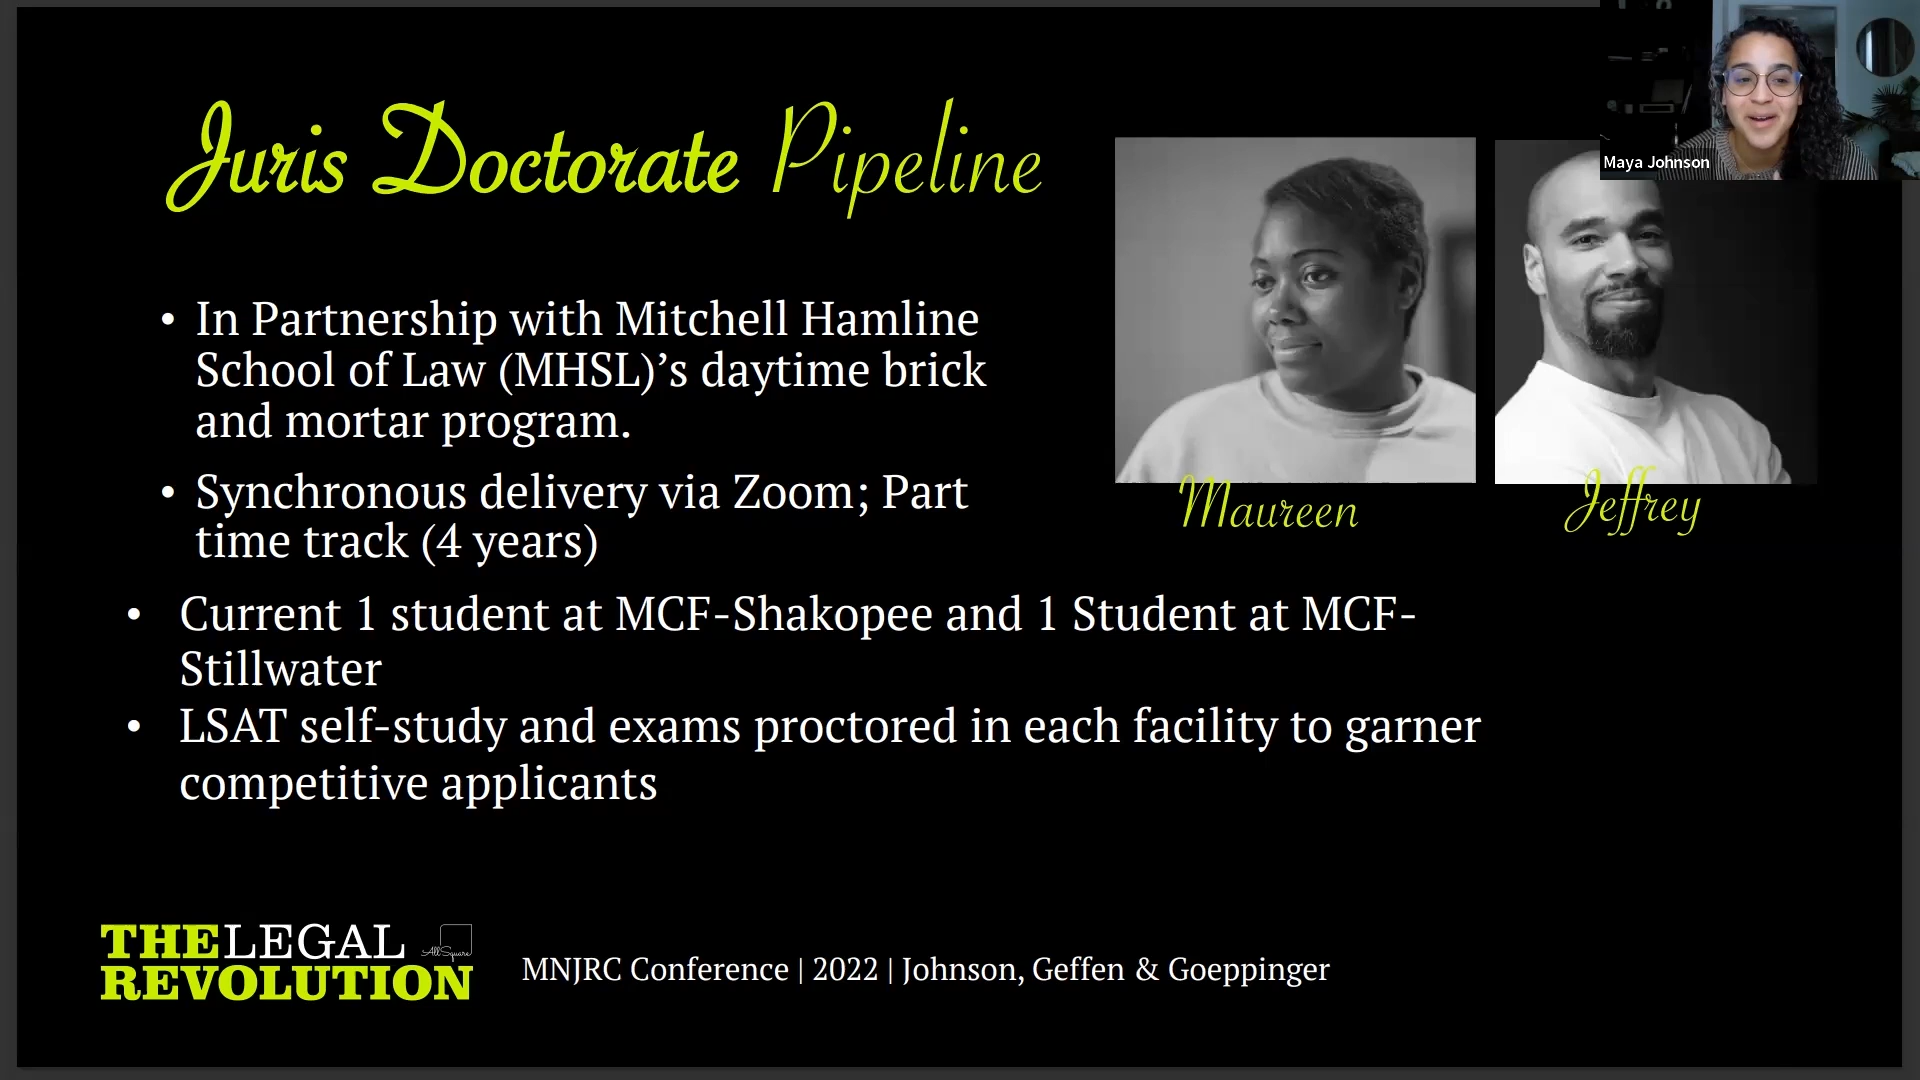 Juris Doctorate Pipeline
Maya Johnson
• In Partnership with Mitchell Hamline
School of Law (MHSL)’s daytime brick
and mortar program.
• Synchronous delivery via Zoom; Part
time track (4 years)
Maureen
Jeffrey
• Current 1 student at MCF-Shakopee and 1 Student at MCF-
Stillwater
• LSAT self-study and exams proctored in each facility to garner
competitive applicants
THE LEGAL
REVOLUTION
All Square
MNJRC Conference | 2022 | Johnson, Geffen & Goeppinger